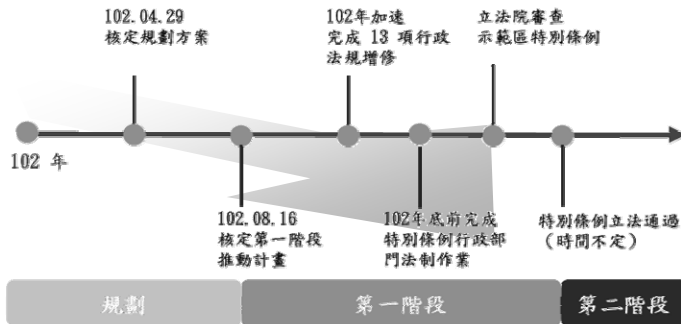 102.04.29
核定規劃方案
102年加速
完成 13 項行政
法規增修
立法院審查
示範區特別條例
102 年
102.08.16
核定第一階段
推動計畫
102年底前完成
特別條例行政部
門法制作業
特別條例立法通過
（時間不定）
規劃
第一階段
第二階段